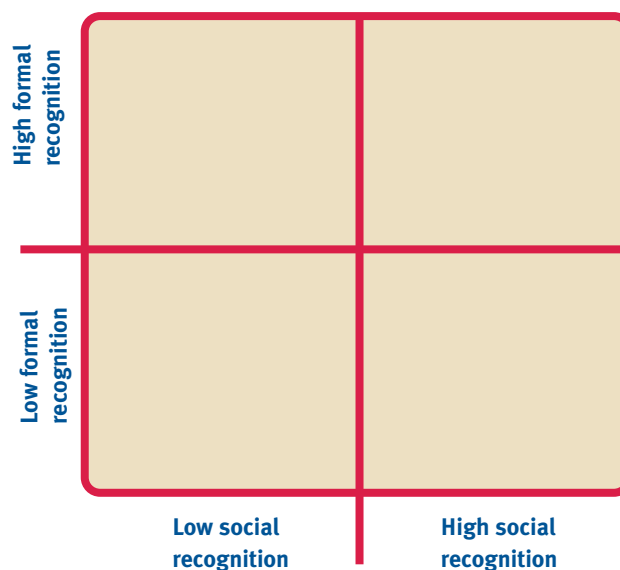 High formal
recognition
Low formal
recognition
Low social
recognition
High social
recognition